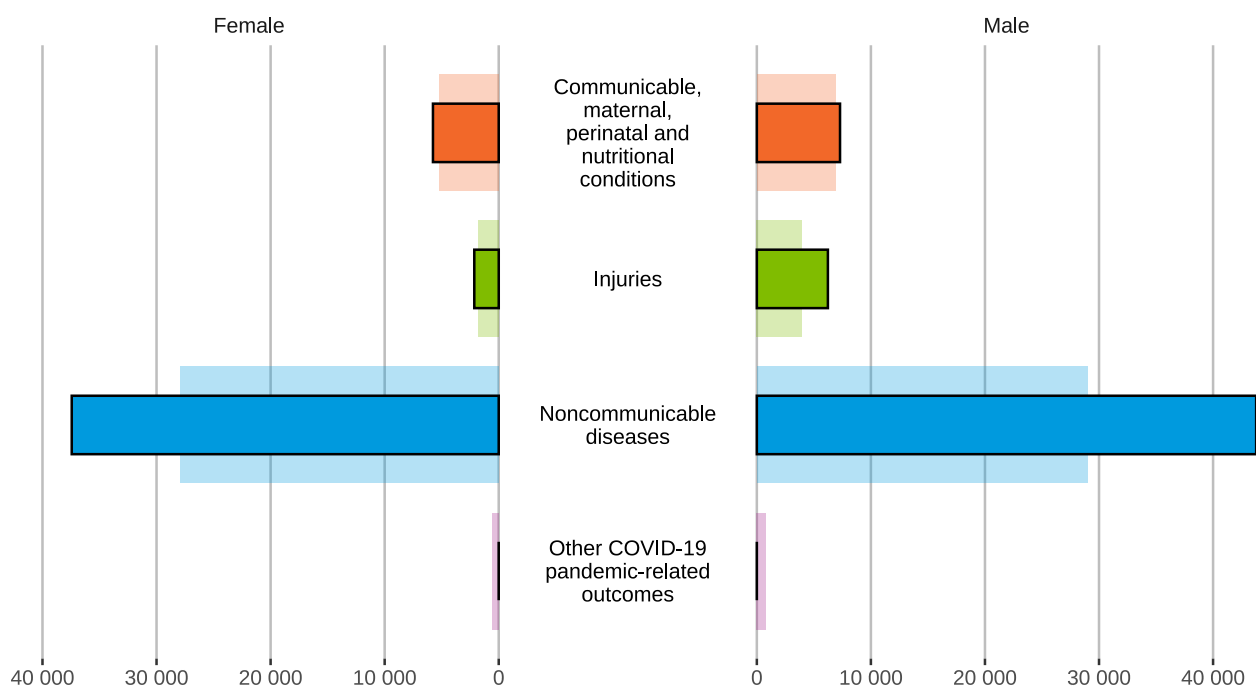 Female
Male
Communicable,
maternal,
perinatal and
nutritional
conditions
Injuries
Noncommunicable
diseases
Other COVID-19
pandemic-related
outcomes
40 000 30 000 20 000 10 000 0
0 10 000 20 000 30 000 40 000